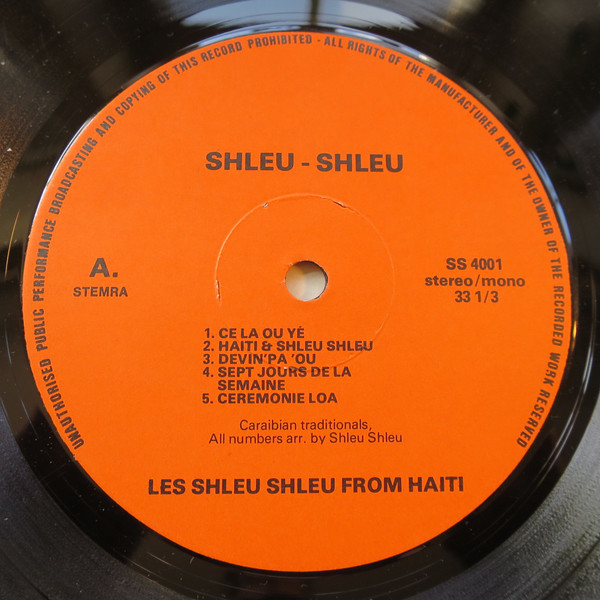 UNAUTHORISED PUBLIC PERFORMANCE BROADCASTING AND COPYING OF THIS RECORD PROHIBITED - ALL RIGHTS OF THE MANUFACTURER AND OF THE OWNER OF THE RECORDED WORK RESERVED
SHLEU - SHLEU
A.
STEMRA
SS 4001
stereo/mono
33 1/3
1. CE LA OU YÈ
2. HAITI & SHLEU SHLEU
3. DEVIN'PA 'OU
4. SEPT JOURS DE LA
SEMAINE
5. CEREMONIE LOA
Caraibian traditionals,
All numbers arr. by Shleu Shleu
LES SHLEU SHLEU FROM HAITI